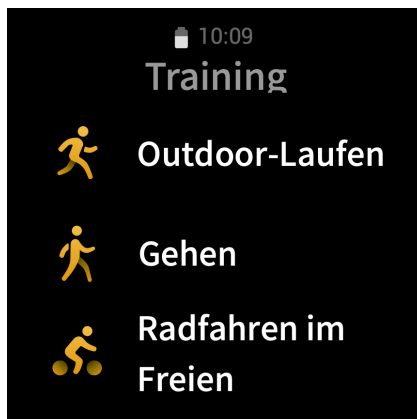 10:09
Training
Outdoor-Laufen
Gehen
Radfahren im
Freien